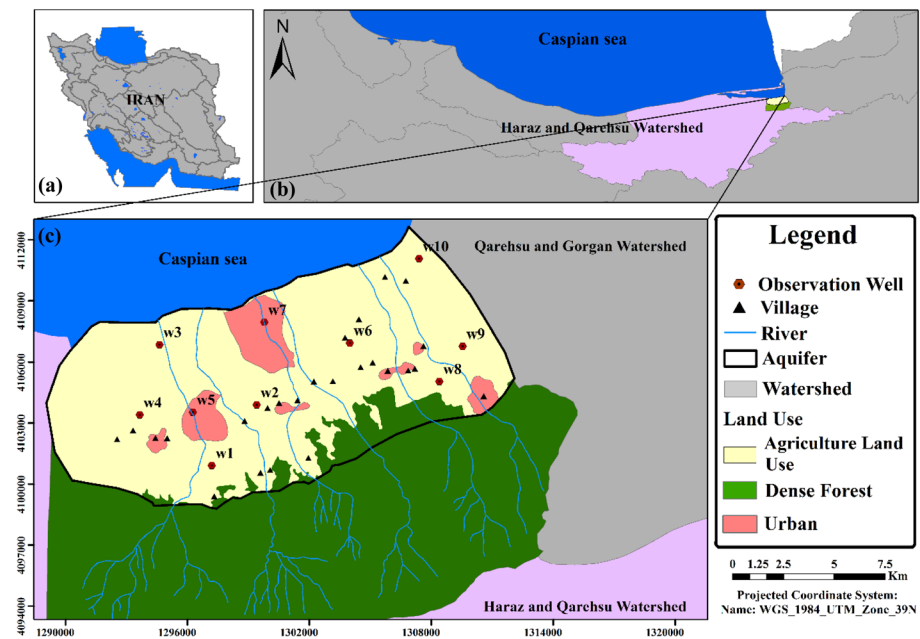 IRAN
(a)
N
Caspian sea
Haraz and Qarehsu Watershed
(b)
(c)
Caspian sea
Qarehsu and Gorgan Watershed
w10
w7
w3
w6
w9
w8
w4
w5
w2
w1
Haraz and Qarehsu Watershed
4112000
4109000
4106000
4103000
4100000
4097000
4094000
1290000
1296000
1302000
1308000
1314000
1320000
Legend
Observation Well
Village
River
Aquifer
Watershed
Land Use
Agriculture Land
Use
Dense Forest
Urban
0 1.25 2.5 5 7.5
Km
Projected Coordinate System:
Name: WGS_1984_UTM_Zone_39N